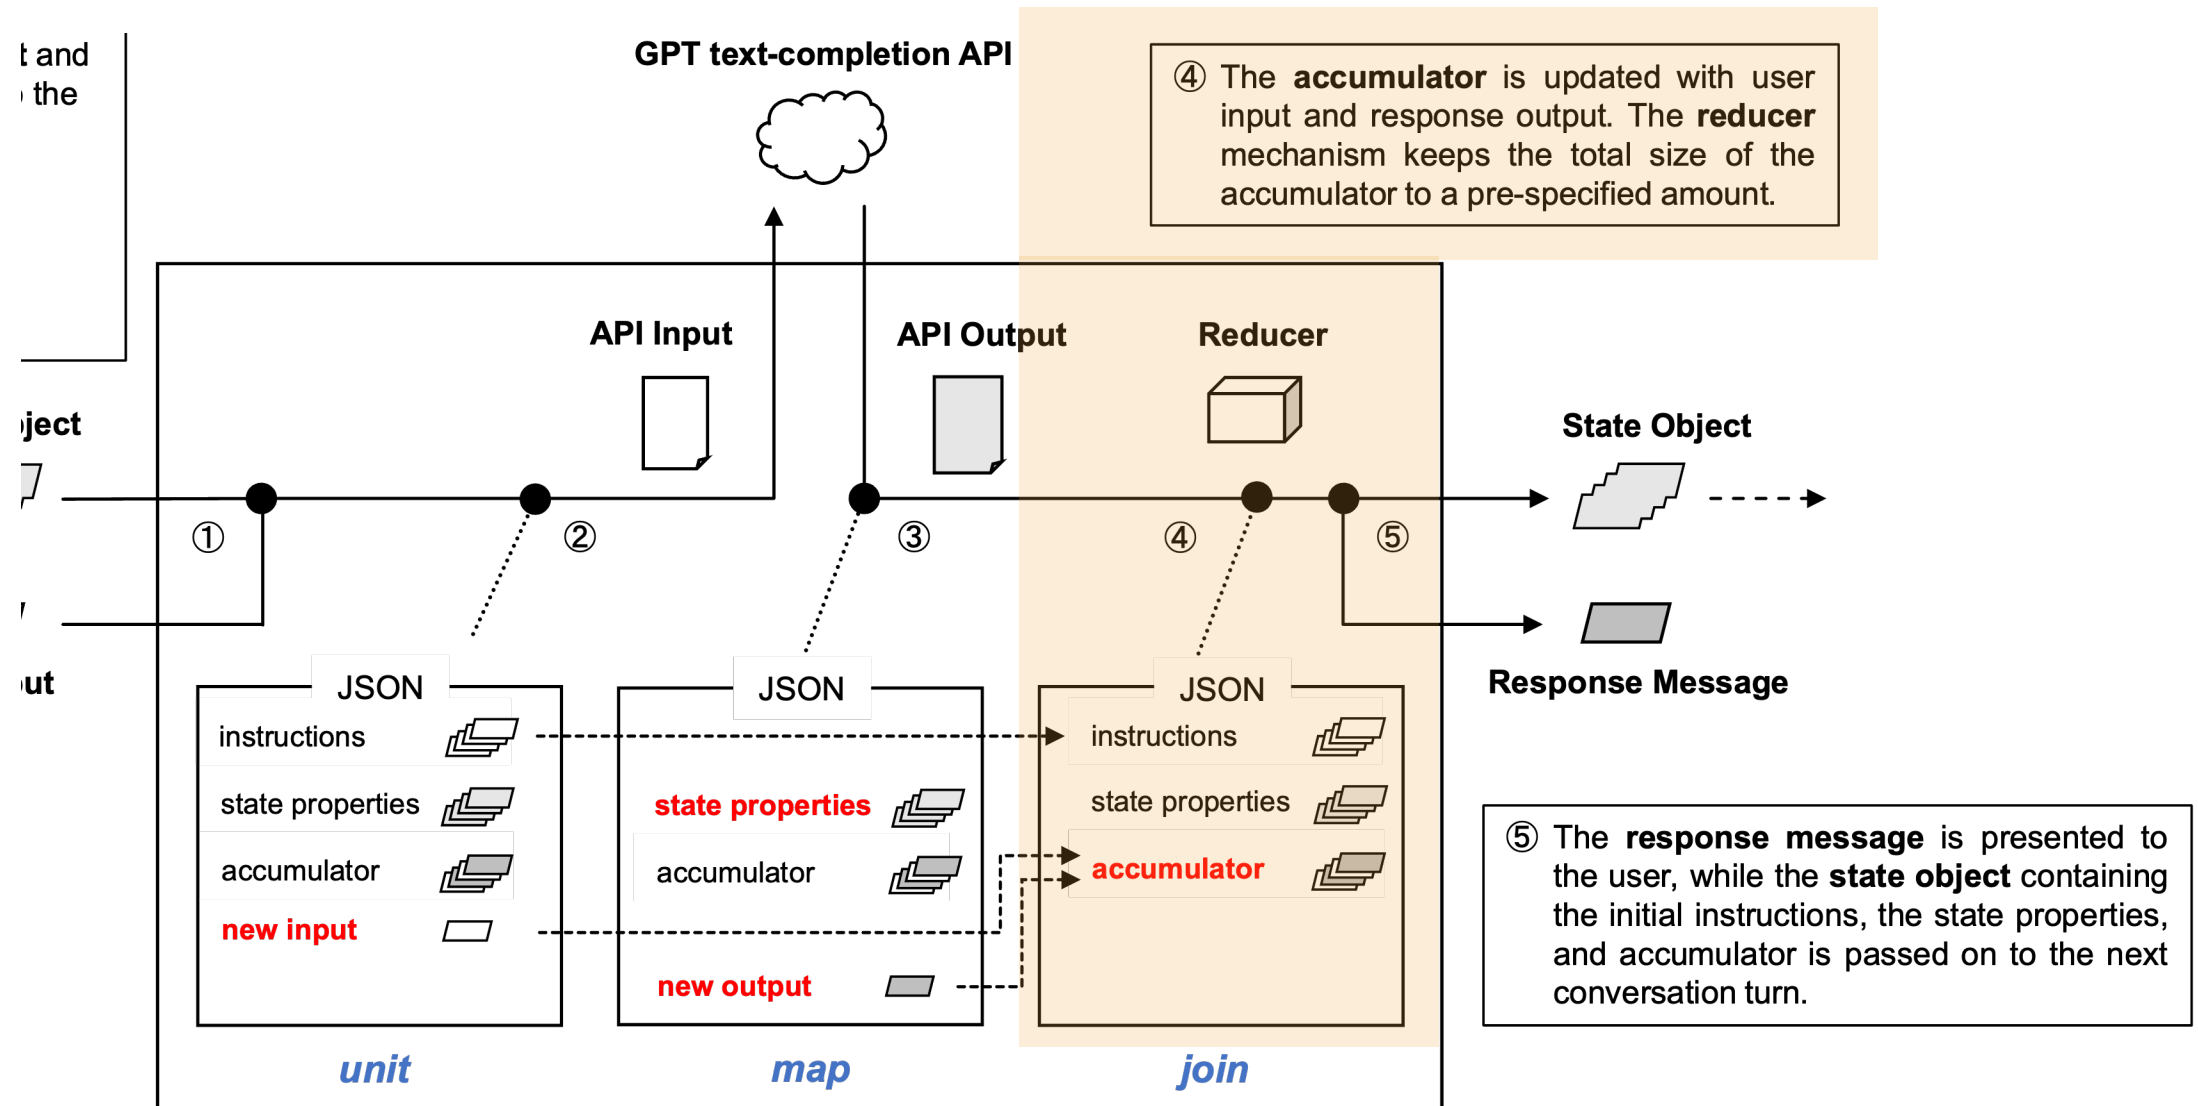 t and
the
GPT text-completion API
④ The accumulator is updated with user
input and response output. The reducer
mechanism keeps the total size of the
accumulator to a pre-specified amount.
API Input
API Output
Reducer
ject
State Object
① ② ③ ④ ⑤
ut
Response Message
JSON
instructions
state properties
accumulator
new input
unit
JSON
state properties
accumulator
new output
map
JSON
instructions
state properties
accumulator
join
⑤ The response message is presented to
the user, while the state object containing
the initial instructions, the state properties,
and accumulator is passed on to the next
conversation turn.